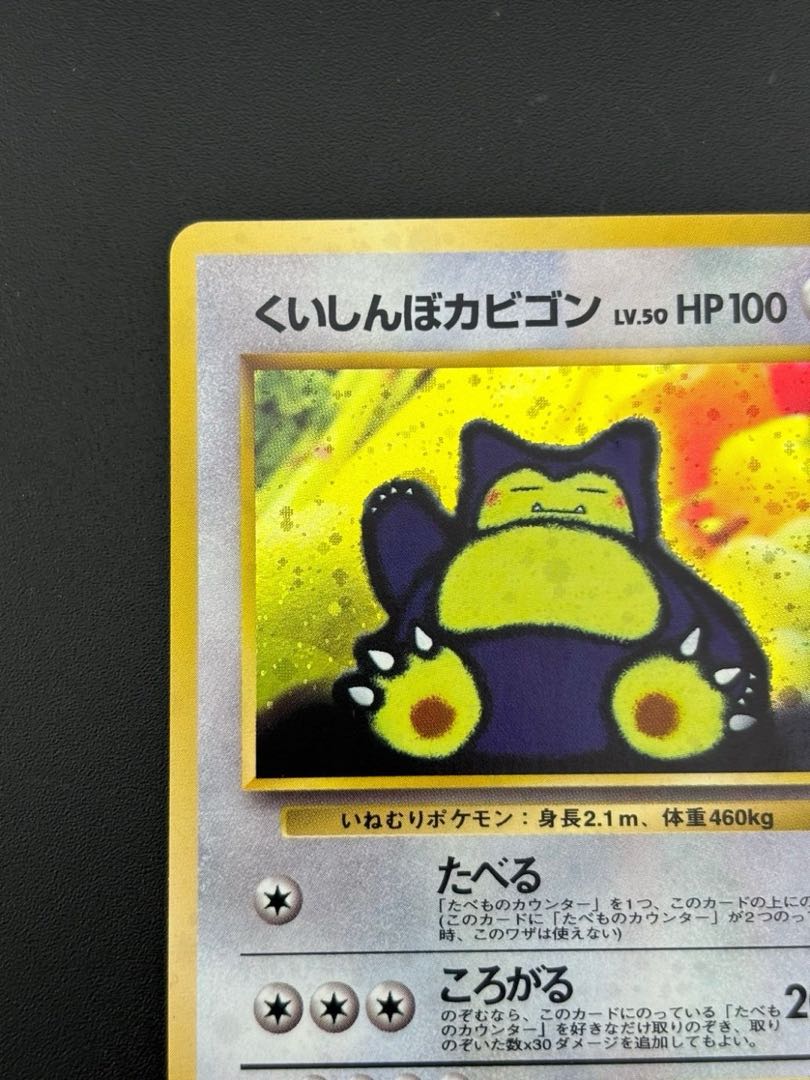 くいしんぼカビゴン LV.50 HP100
いねむりポケモン：身長2.1m、体重460kg
たべる
「たべものカウンター」を1つ、このカードの上にの
(このカードに「たべものカウンター」が2つのっ
時、このワザは使えない)
ころがる
のぞむなら、このカードにのっている「たべも
のカウンター」を好きなだけ取りのぞき、取り
のぞいた数x30ダメージを追加してもよい。
2